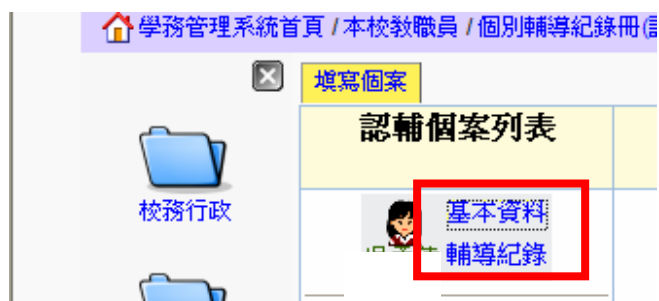 學務管理系統首頁 / 本校教職員 / 個別輔導紀錄冊(
填寫個案
認輔個案列表
校務行政
基本資料
輔導紀錄